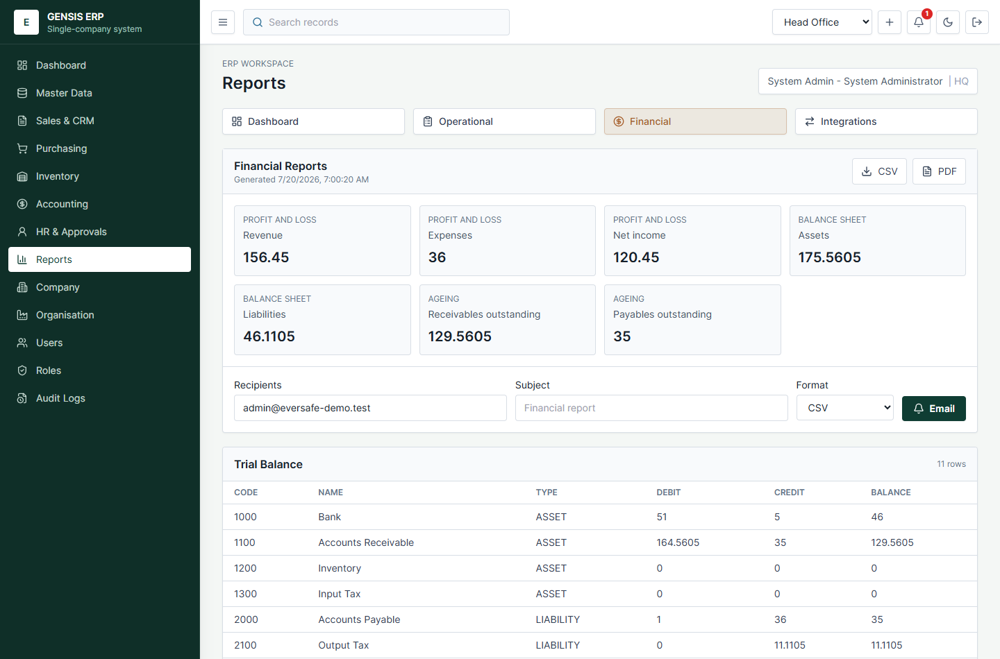 E
GENSIS ERP
Single-company system
Dashboard
Master Data
Sales & CRM
Purchasing
Inventory
Accounting
HR & Approvals
Reports
Company
Organisation
Users
Roles
Audit Logs
Search records
Head Office
1
ERP WORKSPACE
Reports
System Admin - System Administrator | HQ
Dashboard
Operational
Financial
Integrations
Financial Reports
Generated 7/20/2026, 7:00:20 AM
CSV
PDF
PROFIT AND LOSS
Revenue
156.45
PROFIT AND LOSS
Expenses
36
PROFIT AND LOSS
Net income
120.45
BALANCE SHEET
Assets
175.5605
BALANCE SHEET
Liabilities
46.1105
AGEING
Receivables outstanding
129.5605
AGEING
Payables outstanding
35
Recipients
admin@eversafe-demo.test
Subject
Financial report
Format
CSV
Email
Trial Balance
11 rows
CODE NAME TYPE DEBIT CREDIT BALANCE
1000 Bank ASSET 51 5 46
1100 Accounts Receivable ASSET 164.5605 35 129.5605
1200 Inventory ASSET 0 0 0
1300 Input Tax ASSET 0 0 0
2000 Accounts Payable LIABILITY 1 36 35
2100 Output Tax LIABILITY 0 11.1105 11.1105